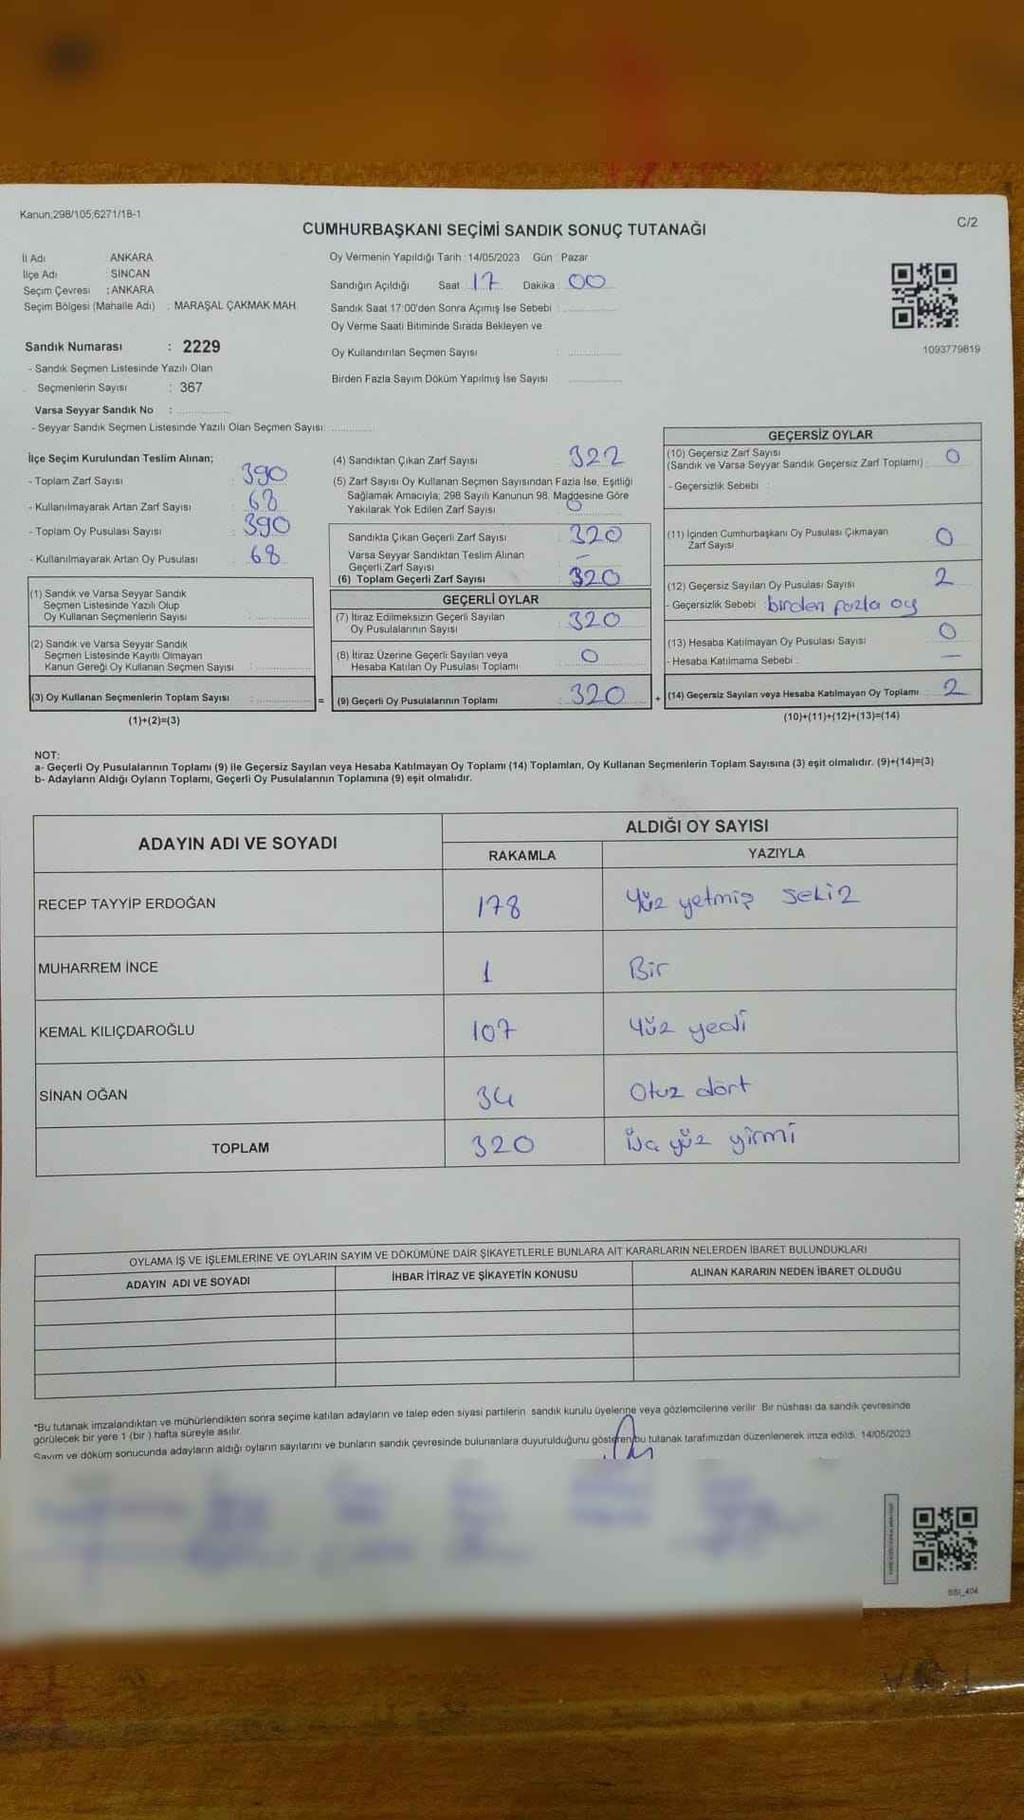 Kanun;298/105;6271/18-1
CUMHURBAŞKANI SEÇİMİ SANDIK SONUÇ TUTANAĞI
C/2
İl Adı ANKARA
İlçe Adı : SİNCAN
Seçim Çevresi : ANKARA
Seçim Bölgesi (Mahalle Adı) : MARAŞAL ÇAKMAK MAH.
Sandık Numarası : 2229
- Sandık Seçmen Listesinde Yazılı Olan
Seçmenlerin Sayısı : 367
Varsa Seyyar Sandık No :
- Seyyar Sandık Seçmen Listesinde Yazılı Olan Seçmen Sayısı:
Oy Vermenin Yapıldığı Tarih : 14/05/2023 Gün : Pazar
Sandığın Açıldığı Saat 17 Dakika 00
Sandık Saat 17:00'den Sonra Açımış İse Sebebi :
Oy Verme Saati Bitiminde Sırada Bekleyen ve
Oy Kullandırılan Seçmen Sayısı :
Birden Fazla Sayım Döküm Yapılmış İse Sayısı
1093779819
İlçe Seçim Kurulundan Teslim Alınan;
- Toplam Zarf Sayısı : 390
- Kullanılmayarak Artan Zarf Sayısı : 68
- Toplam Oy Pusulası Sayısı : 390
- Kullanılmayarak Artan Oy Pusulası : 68
(1) Sandık ve Varsa Seyyar Sandık
Seçmen Listesinde Yazılı Olup
Oy Kullanan Seçmenlerin Sayısı :
(2) Sandık ve Varsa Seyyar Sandık
Seçmen Listesinde Kayıtlı Olmayan
Kanun Gereği Oy Kullanan Seçmen Sayısı :
(3) Oy Kullanan Seçmenlerin Toplam Sayısı :
(1)+(2)=(3)
=
(4) Sandıktan Çıkan Zarf Sayısı : 322
(5) Zarf Sayısı Oy Kullanan Seçmen Sayısından Fazla İse, Eşitliği
Sağlamak Amacıyla, 298 Sayılı Kanunun 98. Maddesine Göre
Yakılarak Yok Edilen Zarf Sayısı : 0
Sandıkta Çıkan Geçerli Zarf Sayısı : 320
Varsa Seyyar Sandıktan Teslim Alınan
Geçerli Zarf Sayısı : -
(6) Toplam Geçerli Zarf Sayısı : 320
GEÇERLİ OYLAR
(7) İtiraz Edilmeksizin Geçerli Sayılan
Oy Pusulalarının Sayısı : 320
(8) İtiraz Üzerine Geçerli Sayılan veya
Hesaba Katılan Oy Pusulası Toplamı : 0
(9) Geçerli Oy Pusulalarının Toplamı : 320
+
GEÇERSİZ OYLAR
(10) Geçersiz Zarf Sayısı
(Sandık ve Varsa Seyyar Sandık Geçersiz Zarf Toplamı) : 0
- Geçersizlik Sebebi :
(11) İçinden Cumhurbaşkanı Oy Pusulası Çıkmayan
Zarf Sayısı 0
(12) Geçersiz Sayılan Oy Pusulası Sayısı 2
- Geçersizlik Sebebi : birden fazla oy
(13) Hesaba Katılmayan Oy Pusulası Sayısı 0
- Hesaba Katılmama Sebebi : —
(14) Geçersiz Sayılan veya Hesaba Katılmayan Oy Toplamı 2
(10)+(11)+(12)+(13)=(14)
NOT:
a- Geçerli Oy Pusulalarının Toplamı (9) ile Geçersiz Sayılan veya Hesaba Katılmayan Oy Toplamı (14) Toplamları, Oy Kullanan Seçmenlerin Toplam Sayısına (3) eşit olmalıdır. (9)+(14)=(3)
b- Adayların Aldığı Oyların Toplamı, Geçerli Oy Pusulalarının Toplamına (9) eşit olmalıdır.
ADAYIN ADI VE SOYADI ALDIĞI OY SAYISI
RAKAMLA YAZIYLA
RECEP TAYYİP ERDOĞAN 178 Yüz yetmiş sekiz
MUHARREM İNCE 1 Bir
KEMAL KILIÇDAROĞLU 107 Yüz yedi
SİNAN OĞAN 34 Otuz dört
TOPLAM 320 Üç yüz yirmi
OYLAMA İŞ VE İŞLEMLERİNE VE OYLARIN SAYIM VE DÖKÜMÜNE DAİR ŞİKAYETLERLE BUNLARA AİT KARARLARIN NELERDEN İBARET BULUNDUKLARI
ADAYIN ADI VE SOYADI İHBAR İTİRAZ VE ŞİKAYETİN KONUSU ALINAN KARARIN NEDEN İBARET OLDUĞU
*Bu tutanak imzalandıktan ve mühürlendikten sonra seçime katılan adayların ve talep eden siyasi partilerin sandık kurulu üyelerine veya gözlemcilerine verilir. Bir nüshası da sandık çevresinde
görülecek bir yere 1 (bir) hafta süreyle asılır.
Sayım ve döküm sonucunda adayların aldığı oyların sayılarını ve bunların sandık çevresinde bulunanlara duyurulduğunu gösteren bu tutanak tarafımızdan düzenlenerek imza edildi. 14/05/2023
SSI_404